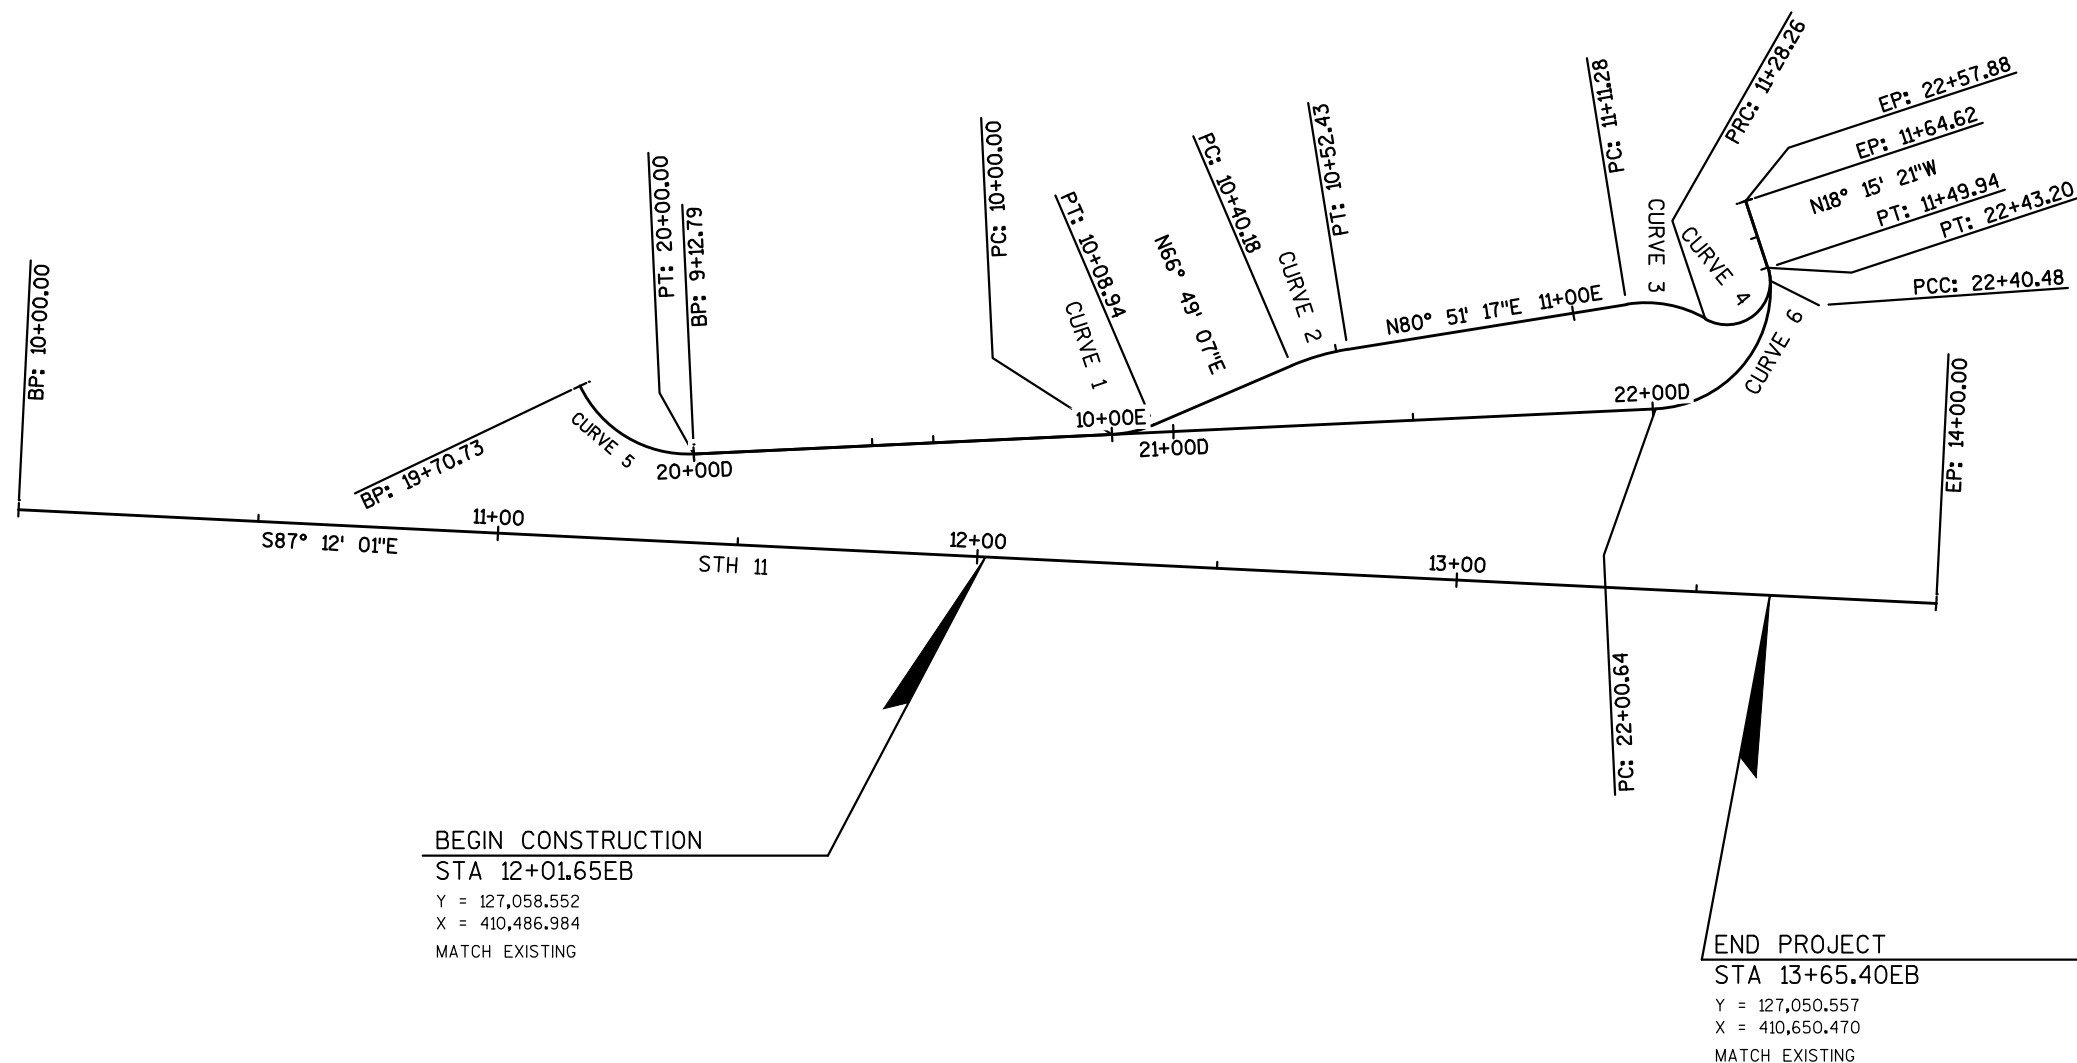 PRC: 11+28.26
EP: 22+57.88
PC: 11+11.28
EP: 11+64.62
N18° 15' 21"W
PT: 11+49.94
PT: 22+43.20
PCC: 22+40.48
PT: 10+52.43
PC: 10+40.18
PC: 10+00.00
PT: 20+00.00
BP: 9+12.79
PT: 10+08.94
N66° 49' 07"E
CURVE 1
CURVE 2
N80° 51' 17"E
11+00E
CURVE 3
CURVE 4
CURVE 6
BP: 10+00.00
BP: 19+70.73
CURVE 5
20+00D
10+00E
21+00D
22+00D
EP: 14+00.00
S87° 12' 01"E
11+00
STH 11
12+00
13+00
PC: 22+00.64
BEGIN CONSTRUCTION
STA 12+01.65EB
Y = 127,058.552
X = 410,486.984
MATCH EXISTING
END PROJECT
STA 13+65.40EB
Y = 127,050.557
X = 410,650.470
MATCH EXISTING